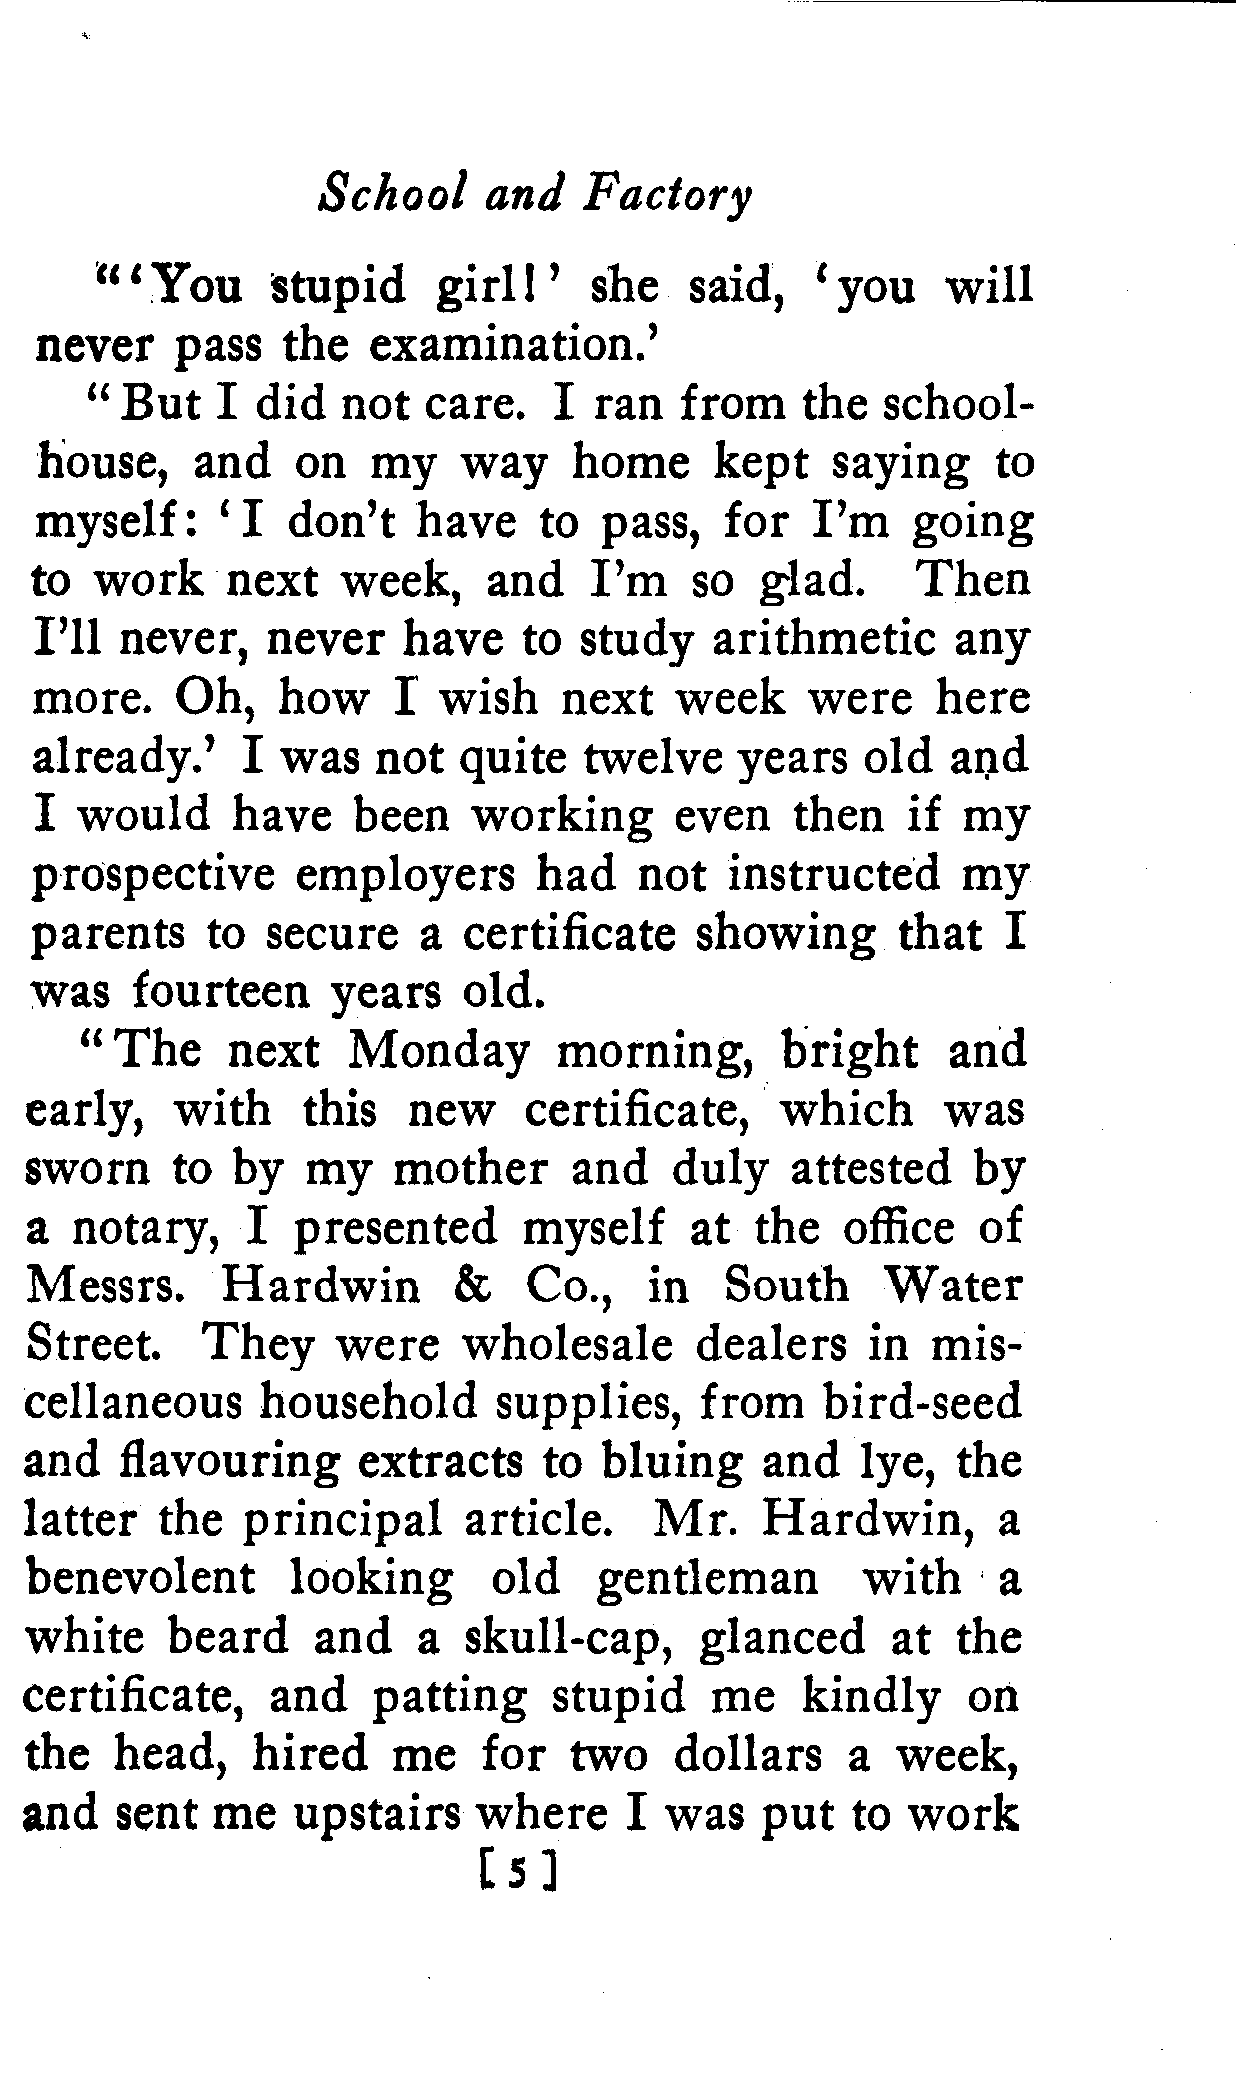 School and Factory
"'You stupid girl!' she said, 'you will
never pass the examination.'
"But I did not care. I ran from the school-
house, and on my way home kept saying to
myself: 'I don't have to pass, for I'm going
to work next week, and I'm so glad. Then
I'll never, never have to study arithmetic any
more. Oh, how I wish next week were here
already.' I was not quite twelve years old and
I would have been working even then if my
prospective employers had not instructed my
parents to secure a certificate showing that I
was fourteen years old.
"The next Monday morning, bright and
early, with this new certificate, which was
sworn to by my mother and duly attested by
a notary, I presented myself at the office of
Messrs. Hardwin & Co., in South Water
Street. They were wholesale dealers in mis-
cellaneous household supplies, from bird-seed
and flavouring extracts to bluing and lye, the
latter the principal article. Mr. Hardwin, a
benevolent looking old gentleman with a
white beard and a skull-cap, glanced at the
certificate, and patting stupid me kindly on
the head, hired me for two dollars a week,
and sent me upstairs where I was put to work
[5]